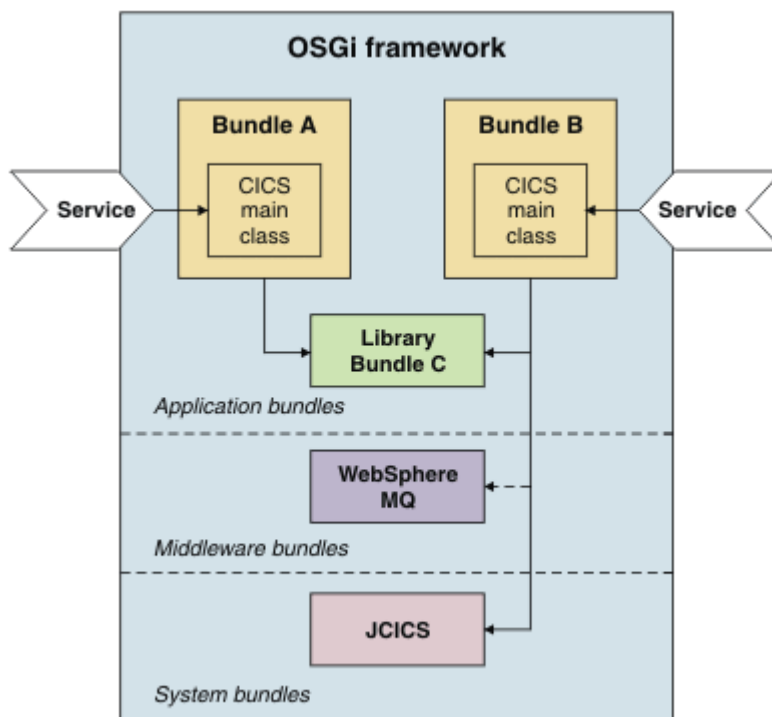 OSGi framework
Bundle A
Bundle B
CICS
main
class
CICS
main
class
Service
Service
Library
Bundle C
Application bundles
WebSphere
MQ
Middleware bundles
JCICS
System bundles